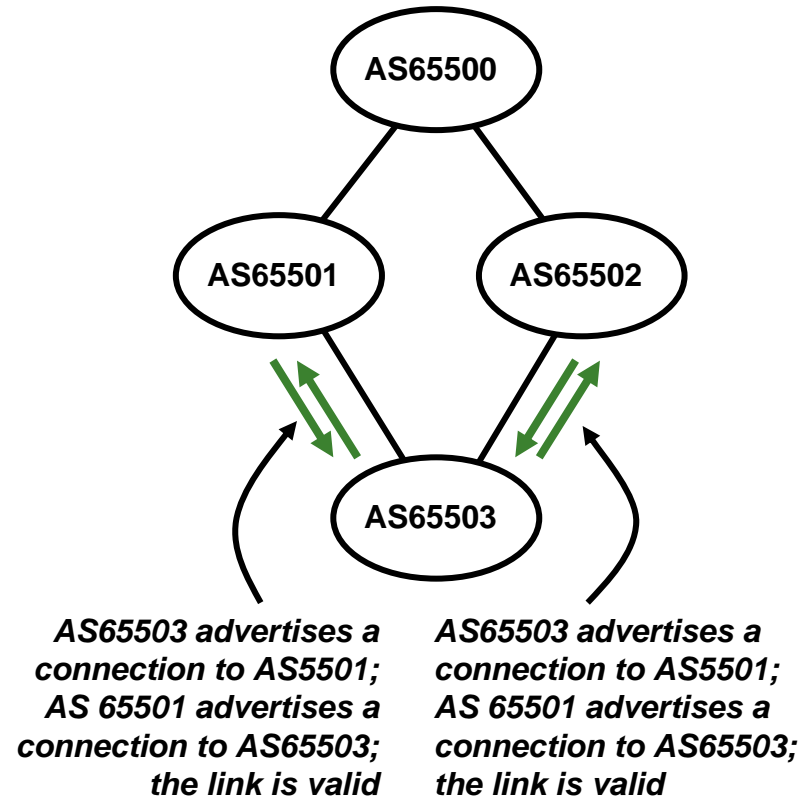 AS65500
AS65501
AS65502
AS65503
AS65503 advertises a
connection to AS5501;
AS 65501 advertises a
connection to AS65503;
the link is valid
AS65503 advertises a
connection to AS5501;
AS 65501 advertises a
connection to AS65503;
the link is valid